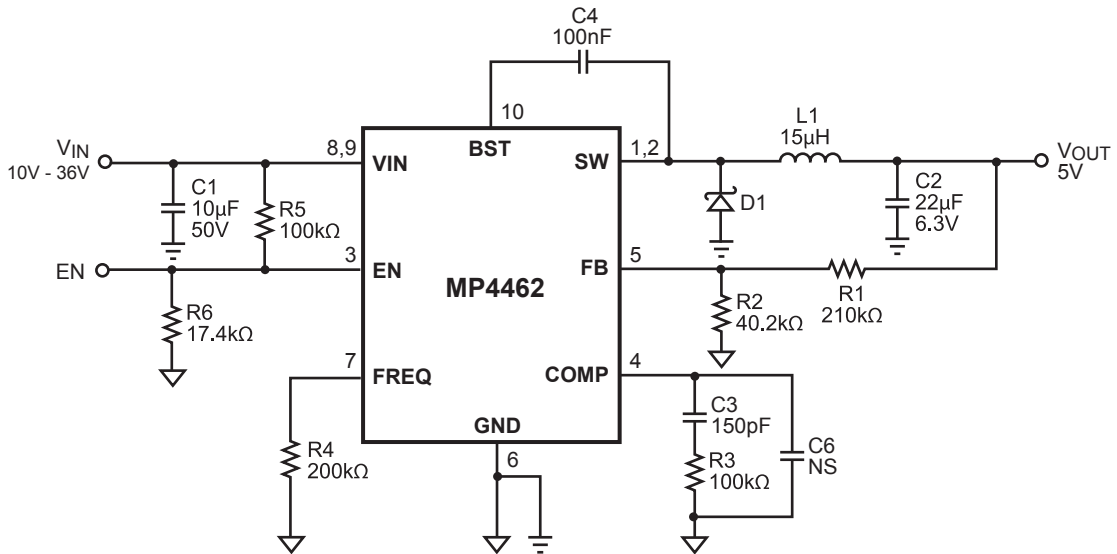 C4
100nF
10
VIN
10V - 36V
8,9
VIN
BST
SW
1,2
L1
15µH
VOUT
5V
C1
10µF
50V
R5
100kΩ
D1
C2
22µF
6.3V
EN
3
EN
MP4462
FB
5
R1
210kΩ
R6
17.4kΩ
R2
40.2kΩ
7
FREQ
COMP
4
GND
6
R4
200kΩ
C3
150pF
R3
100kΩ
C6
NS